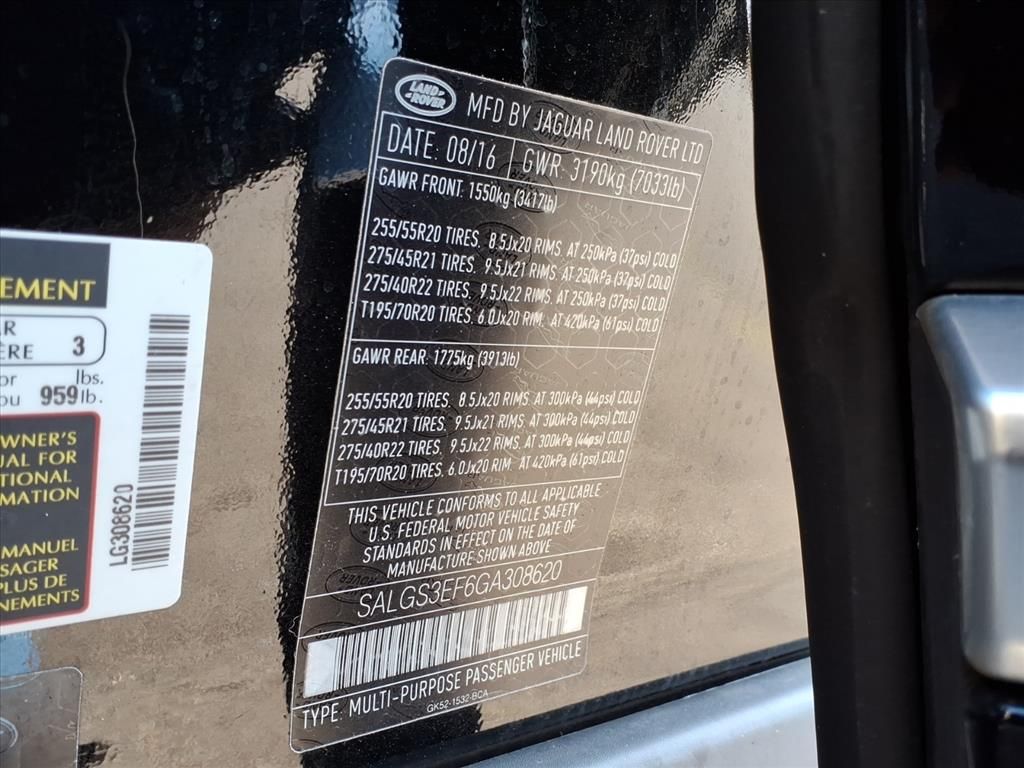 LAND
ROVER
MFD BY JAGUAR LAND ROVER LTD
DATE: 08/16 GWR: 3190kg (7033lb)
GAWR FRONT: 1550kg (3417lb)
255/55R20 TIRES. 8.5Jx20 RIMS. AT 250kPa (37psi) COLD
275/45R21 TIRES. 9.5Jx21 RIMS. AT 250kPa (37psi) COLD
275/40R22 TIRES. 9.5Jx22 RIMS. AT 250kPa (37psi) COLD
T195/70R20 TIRES. 6.0Jx20 RIM. AT 420kPa (61psi) COLD
GAWR REAR: 1775kg (3913lb)
255/55R20 TIRES. 8.5Jx20 RIMS. AT 300kPa (44psi) COLD
275/45R21 TIRES. 9.5Jx21 RIMS. AT 300kPa (44psi) COLD
275/40R22 TIRES. 9.5Jx22 RIMS. AT 300kPa (44psi) COLD
T195/70R20 TIRES. 6.0Jx20 RIM AT 420kPa (61psi) COLD
THIS VEHICLE CONFORMS TO ALL APPLICABLE
U.S. FEDERAL MOTOR VEHICLE SAFETY
STANDARDS IN EFFECT ON THE DATE OF
MANUFACTURE SHOWN ABOVE
SALGS3EF6GA308620
TYPE: MULTI-PURPOSE PASSENGER VEHICLE
GK52-1532-BCA
EMENT
AR
ÈRE 3
or lbs.
ou 959 lb.
OWNER'S
UAL FOR
TIONAL
MATION
MANUEL
SAGER
PLUS DE
NEMENTS
LG308620